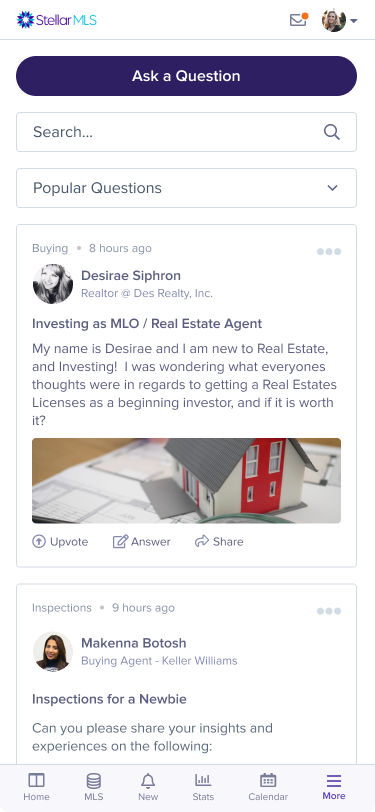 StellarMLS
Ask a Question
Search...
Popular Questions
Buying • 8 hours ago
Desirae Siphron
Realtor @ Des Realty, Inc.
Investing as MLO / Real Estate Agent
My name is Desirae and I am new to Real Estate,
and Investing!  I was wondering what everyones
thoughts were in regards to getting a Real Estates
Licenses as a beginning investor, and if it is worth
it?
Upvote Answer Share
Inspections • 9 hours ago
Makenna Botosh
Buying Agent - Keller Williams
Inspections for a Newbie
Can you please share your insights and
experiences on the following:
Home MLS New Stats Calendar More